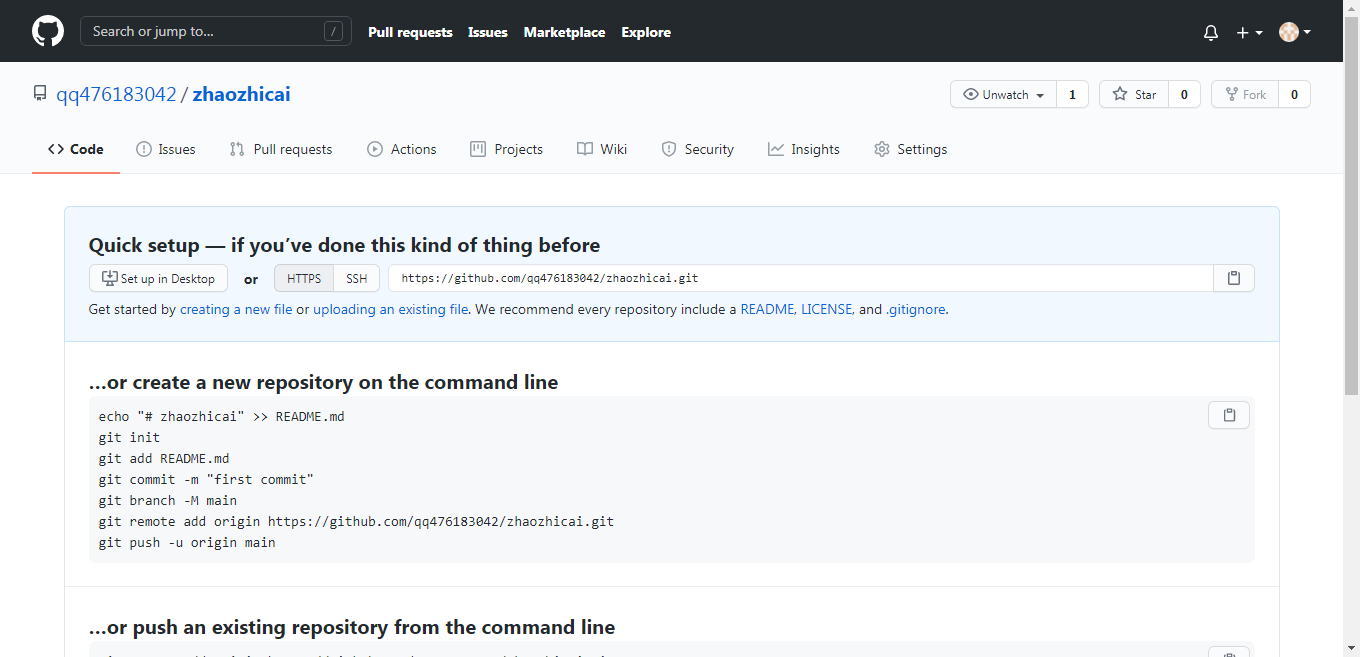 Search or jump to... / Pull requests Issues Marketplace Explore
qq476183042 / zhaozhicai Unwatch 1 Star 0 Fork 0
Code Issues Pull requests Actions Projects Wiki Security Insights Settings
Quick setup — if you’ve done this kind of thing before
Set up in Desktop or HTTPS SSH https://github.com/qq476183042/zhaozhicai.git
Get started by creating a new file or uploading an existing file. We recommend every repository include a README, LICENSE, and .gitignore.
…or create a new repository on the command line
echo "# zhaozhicai" >> README.md
git init
git add README.md
git commit -m "first commit"
git branch -M main
git remote add origin https://github.com/qq476183042/zhaozhicai.git
git push -u origin main
…or push an existing repository from the command line